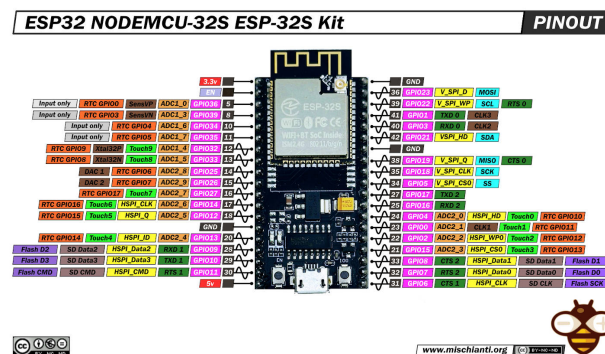 ESP32 NODEMCU-32S ESP-32S Kit PINOUT
3.3v GND
EN 36 GPIO23 V_SPI_D MOSI
Input only RTC GPIO0 SensVP ADC1_0 GPIO36 5 39 GPIO22 V_SPI_WP SCL RTS 0
Input only RTC GPIO3 SensVN ADC1_3 GPIO39 8 41 GPIO1 TXD 0 CLK3
Input only RTC GPIO4 ADC1_6 GPIO34 10 40 GPIO3 RXD 0 CLK2
Input only RTC GPIO5 ADC1_7 GPIO35 11 42 GPIO21 VSPI_HD SDA
RTC GPIO9 Xtal32P Touch9 ADC1_4 GPIO32 12 GND
RTC GPIO8 Xtal32N Touch8 ADC1_5 GPIO33 13 38 GPIO19 V_SPI_Q MISO CTS 0
DAC 1 RTC GPIO6 ADC2_8 GPIO25 14 35 GPIO18 V_SPI_CLK SCK
DAC 2 RTC GPIO7 ADC2_9 GPIO26 15 34 GPIO5 V_SPI_CS0 SS
RTC GPIO17 Touch7 ADC2_7 GPIO27 16 27 GPIO17 TXD 2
RTC GPIO16 Touch6 HSPI_CLK ADC2_6 GPIO14 17 25 GPIO16 RXD 2
RTC GPIO15 Touch5 HSPI_Q ADC2_5 GPIO12 18 24 GPIO4 ADC2_0 HSPI_HD Touch0 RTC GPIO10
GND 23 GPIO0 ADC2_1 CLK1 Touch1 RTC GPIO11
RTC GPIO14 Touch4 HSPI_ID ADC2_4 GPIO13 20 22 GPIO2 ADC2_2 HSPI_WP0 Touch2 RTC GPIO12
Flash D2 SD Data2 HSPI_Data2 RXD 1 GPIO9 28 21 GPIO15 ADC2_3 HSPI_CS0 Touch3 RTC GPIO13
Flash D3 SD Data3 HSPI_Data3 TXD 1 GPIO10 29 33 GPIO8 CTS 2 HSPI_Data1 SD Data1 Flash D1
Flash CMD SD CMD HSPI_CMD RTS 1 GPIO11 30 32 GPIO7 RTS 2 HSPI_Data0 SD Data0 Flash D0
5v 31 GPIO6 CTS 1 HSPI_CLK SD CLK Flash SCK
ESP-32S
www.mischianti.org
BY-NC-ND
cc
BY NC ND